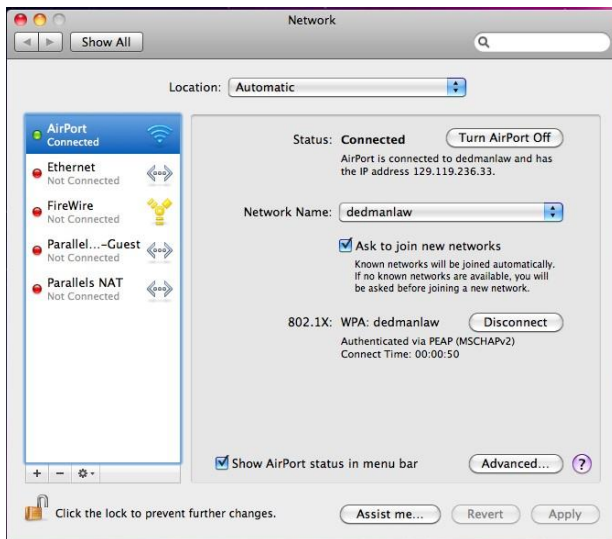 Network
Show All
Location: Automatic
AirPort
Connected
Ethernet
Not Connected
FireWire
Not Connected
Parallel...-Guest
Not Connected
Parallels NAT
Not Connected
Status: Connected Turn AirPort Off
AirPort is connected to dedmanlaw and has
the IP address 129.119.236.33.
Network Name: dedmanlaw
Ask to join new networks
Known networks will be joined automatically.
If no known networks are available, you will
be asked before joining a new network.
802.1X: WPA: dedmanlaw Disconnect
Authenticated via PEAP (MSCHAPv2)
Connect Time: 00:00:50
Show AirPort status in menu bar Advanced... ?
Click the lock to prevent further changes. Assist me... Revert Apply